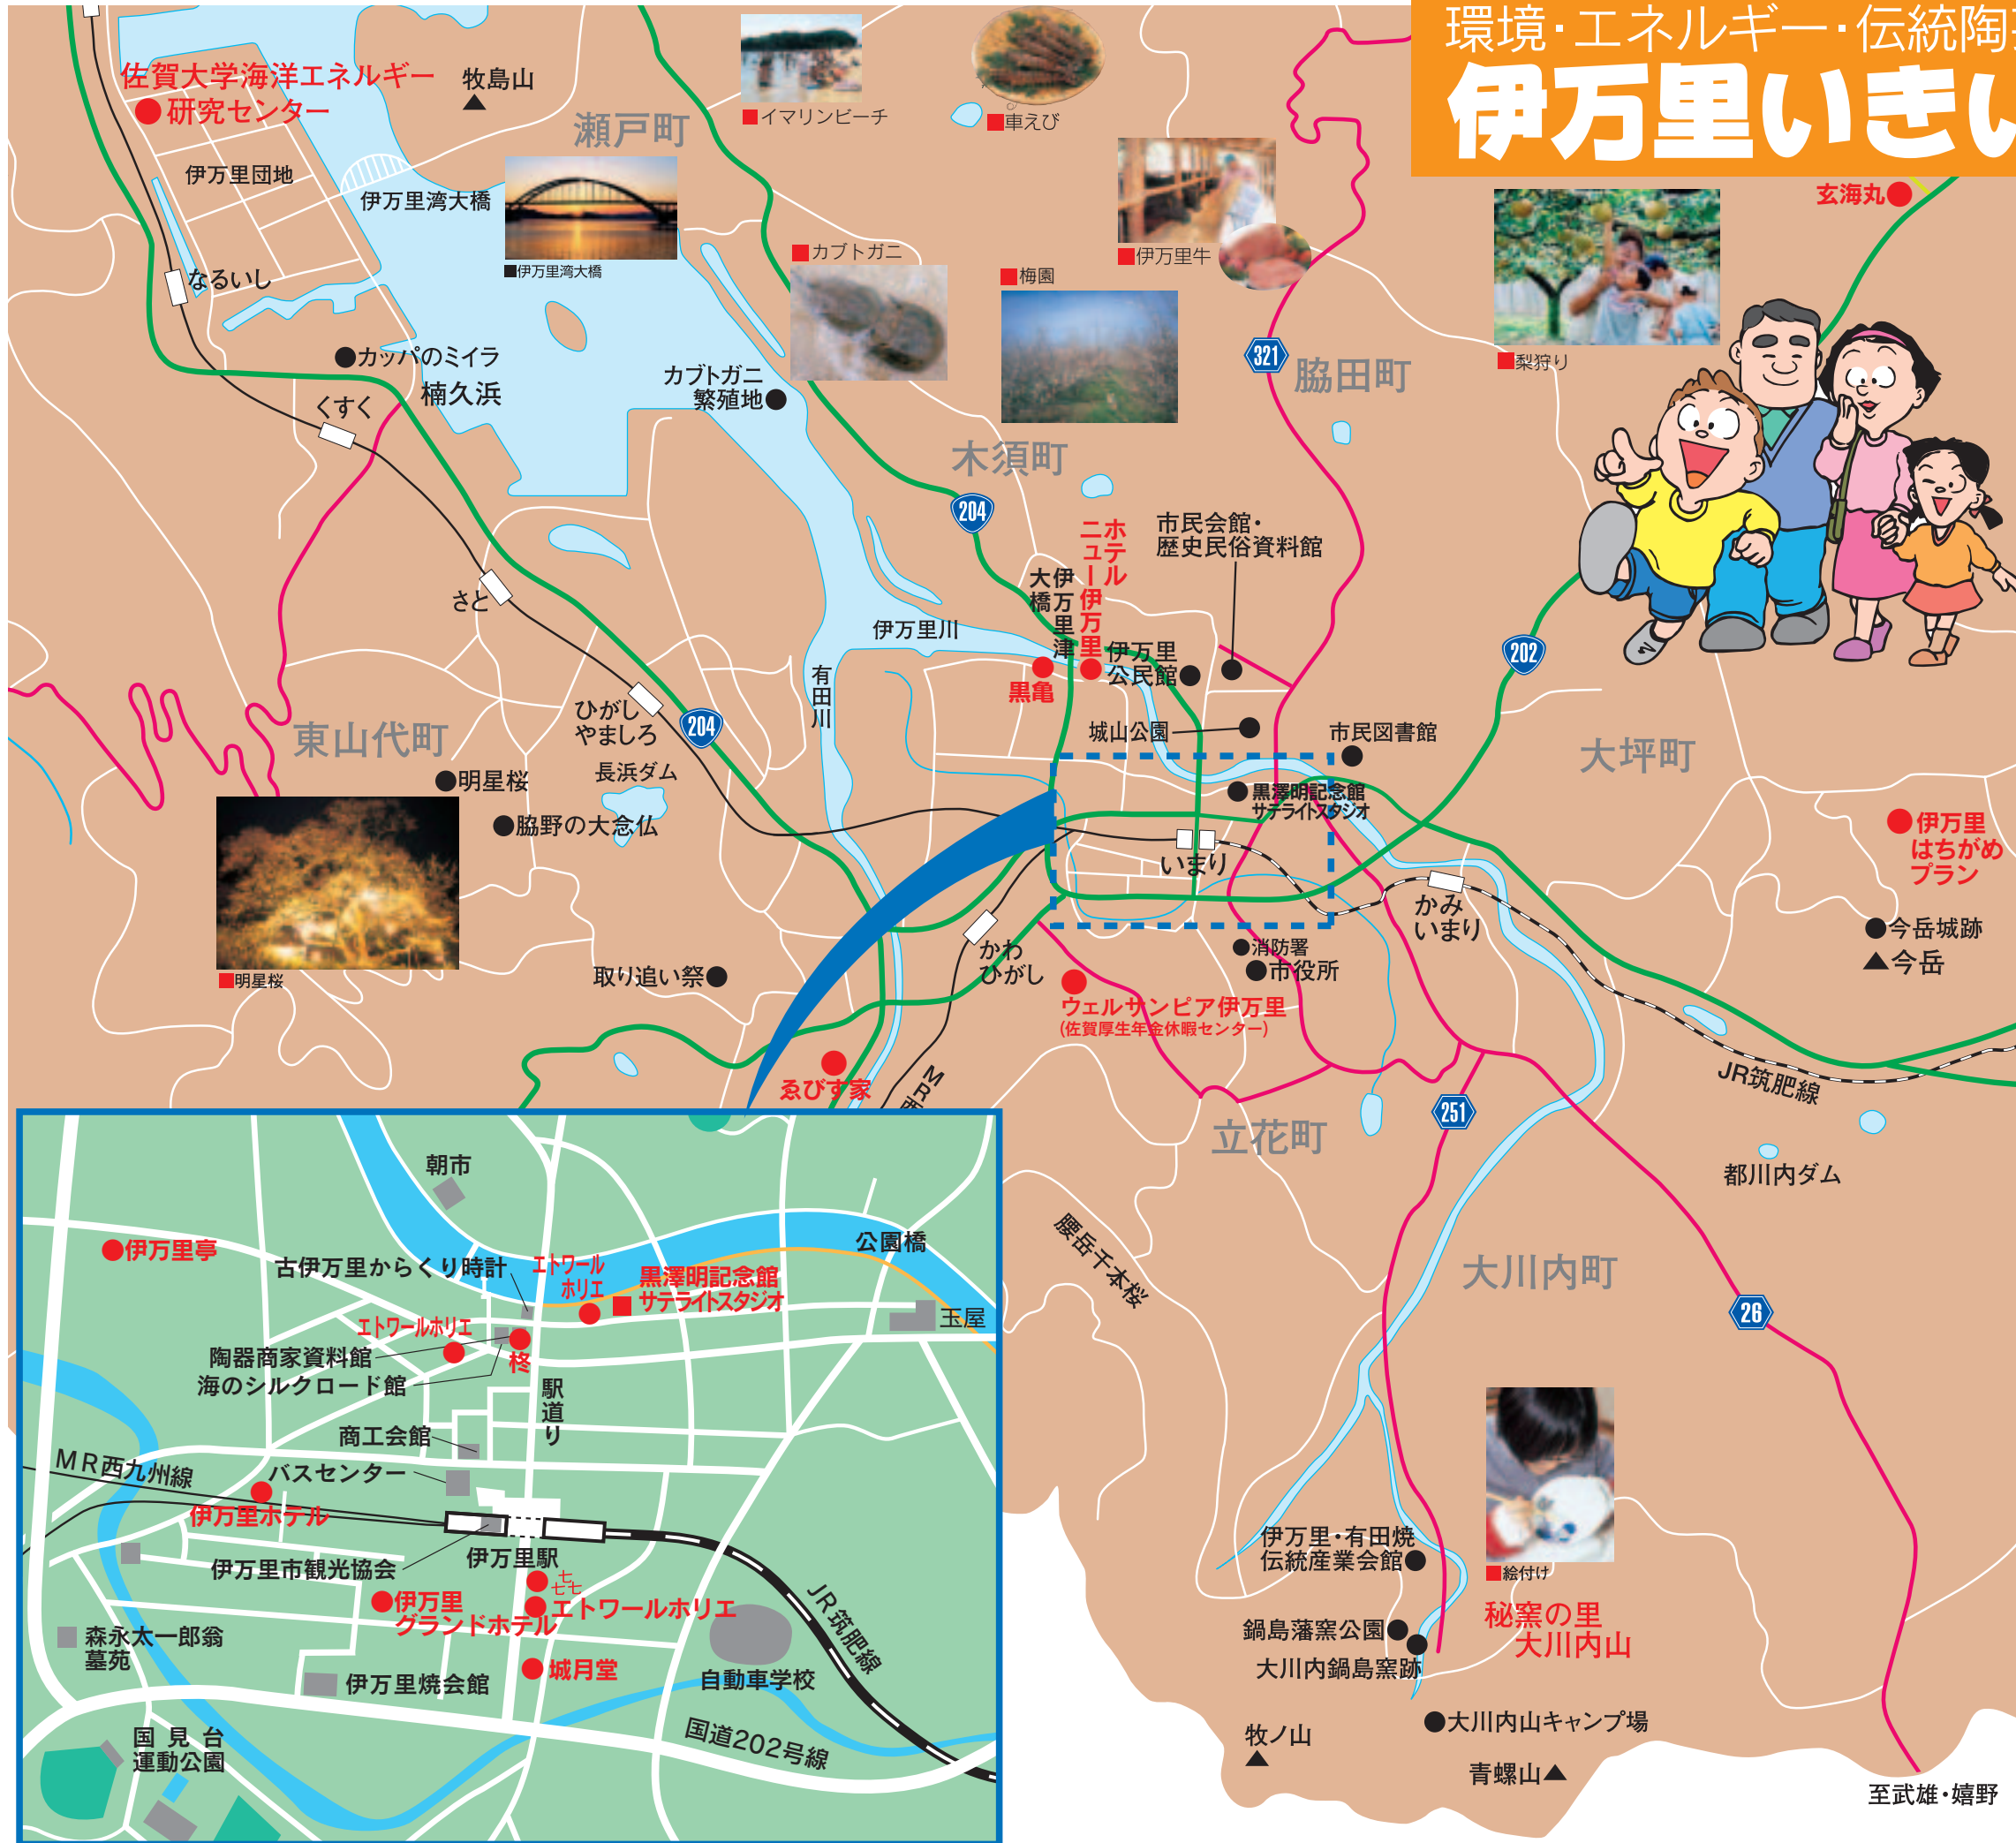 環境・エネルギー・伝統陶
伊万里いき
佐賀大学海洋エネルギー
研究センター
牧島山
瀬戸町
イマリンビーチ
車えび
伊万里団地
伊万里湾大橋
伊万里湾大橋
カブトガニ
梅園
伊万里牛
玄海丸
梨狩り
なるいし
カッパのミイラ
楠久浜
くすく
カブトガニ
繁殖地
321
脇田町
木須町
204
ホテル
ニュー伊万里
市民会館・
歴史民俗資料館
伊万里津
大橋
さと
伊万里川
黒亀
伊万里
公民館
202
有田川
ひがし
やましろ
204
東山代町
城山公園
市民図書館
大坪町
明星桜
長浜ダム
脇野の大念仏
黒澤明記念館
サテライトスタジオ
いまり
伊万里
はちがめ
プラン
かみ
いまり
今岳城跡
今岳
明星桜
取り追い祭
かわ
ひがし
消防署
市役所
ウェルサンピア伊万里
(佐賀厚生年金休暇センター)
ゑびす家
MR西
JR筑肥線
251
立花町
都川内ダム
腰岳千本桜
大川内町
26
朝市
伊万里亭
古伊万里からくり時計
エトワール
ホリエ
黒澤明記念館
サテライトスタジオ
公園橋
玉屋
エトワールホリエ
陶器商家資料館
海のシルクロード館
柊
駅通り
商工会館
バスセンター
MR西九州線
伊万里ホテル
伊万里市観光協会
伊万里駅
七
七七
エトワールホリエ
伊万里
グランドホテル
JR筑肥線
森永太一郎翁
墓苑
伊万里焼会館
城月堂
自動車学校
国見台
運動公園
国道202号線
伊万里・有田焼
伝統産業会館
絵付け
秘窯の里
大川内山
鍋島藩窯公園
大川内鍋島窯跡
大川内山キャンプ場
牧ノ山
青螺山
至武雄・嬉野